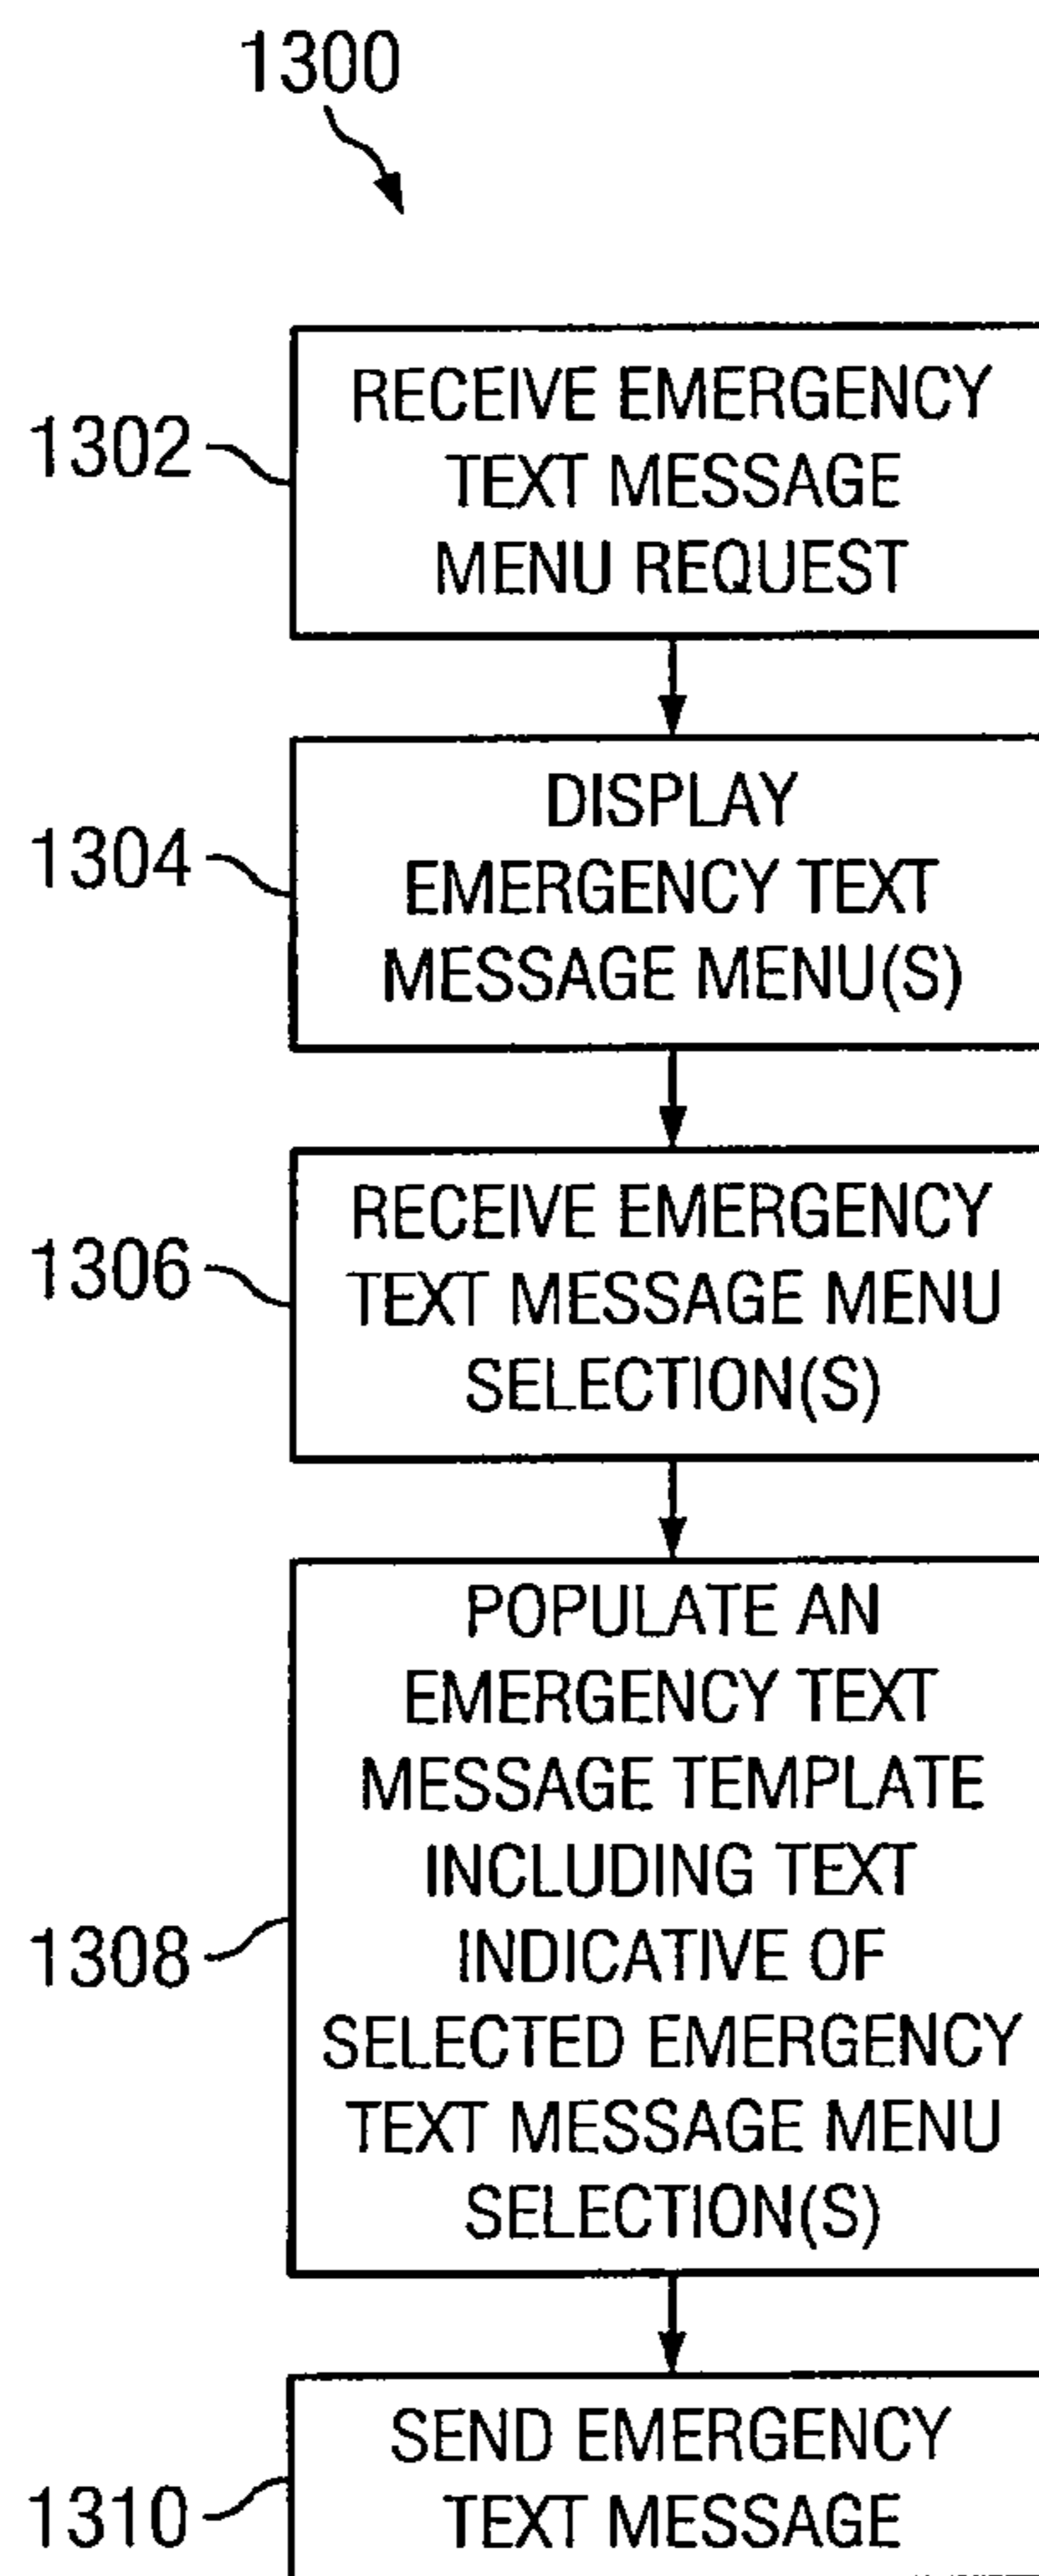 1300
1302
RECEIVE EMERGENCY
TEXT MESSAGE
MENU REQUEST
1304
DISPLAY
EMERGENCY TEXT
MESSAGE MENU(S)
1306
RECEIVE EMERGENCY
TEXT MESSAGE MENU
SELECTION(S)
1308
POPULATE AN
EMERGENCY TEXT
MESSAGE TEMPLATE
INCLUDING TEXT
INDICATIVE OF
SELECTED EMERGENCY
TEXT MESSAGE MENU
SELECTION(S)
1310
SEND EMERGENCY
TEXT MESSAGE